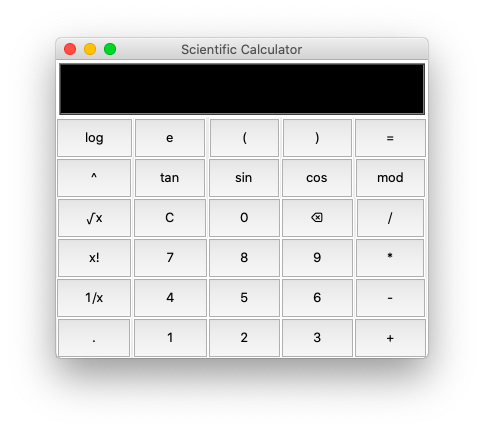 Scientific Calculator
log e ( ) =
^ tan sin cos mod
√x C 0 ⌫ /
x! 7 8 9 *
1/x 4 5 6 -
. 1 2 3 +